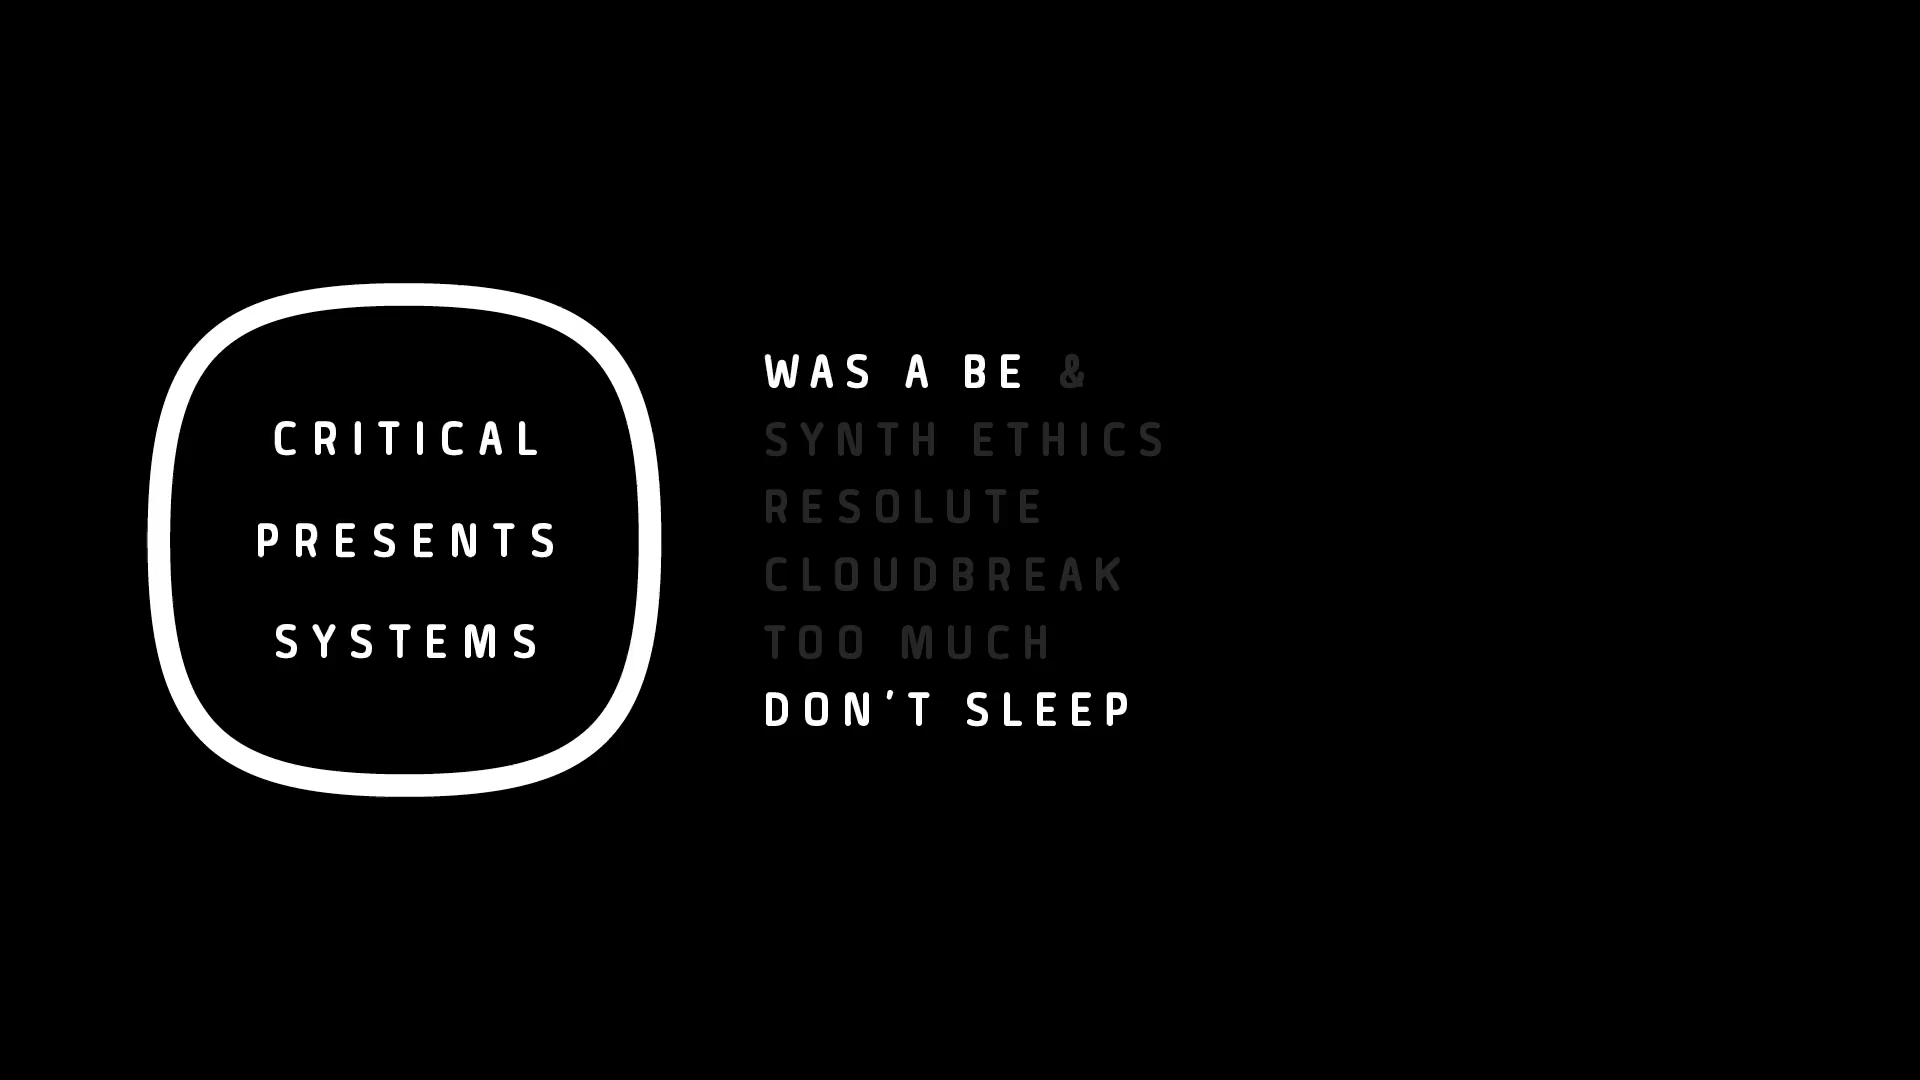 CRITICAL
PRESENTS
SYSTEMS
WAS A BE &
SYNTH ETHICS
RESOLUTE
CLOUDBREAK
TOO MUCH
DON'T SLEEP